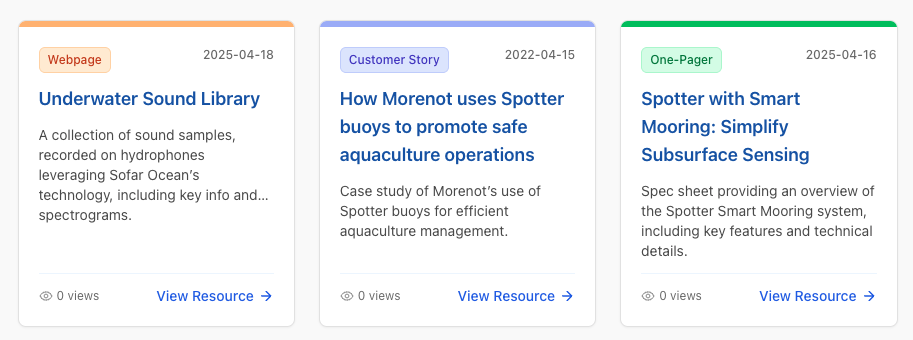 Webpage
2025-04-18
Underwater Sound Library
A collection of sound samples,
recorded on hydrophones
leveraging Sofar Ocean’s
technology, including key info and...
spectrograms.
0 views
View Resource →
Customer Story
2022-04-15
How Morenot uses Spotter
buoys to promote safe
aquaculture operations
Case study of Morenot’s use of
Spotter buoys for efficient
aquaculture management.
0 views
View Resource →
One-Pager
2025-04-16
Spotter with Smart
Mooring: Simplify
Subsurface Sensing
Spec sheet providing an overview of
the Spotter Smart Mooring system,
including key features and technical
details.
0 views
View Resource →